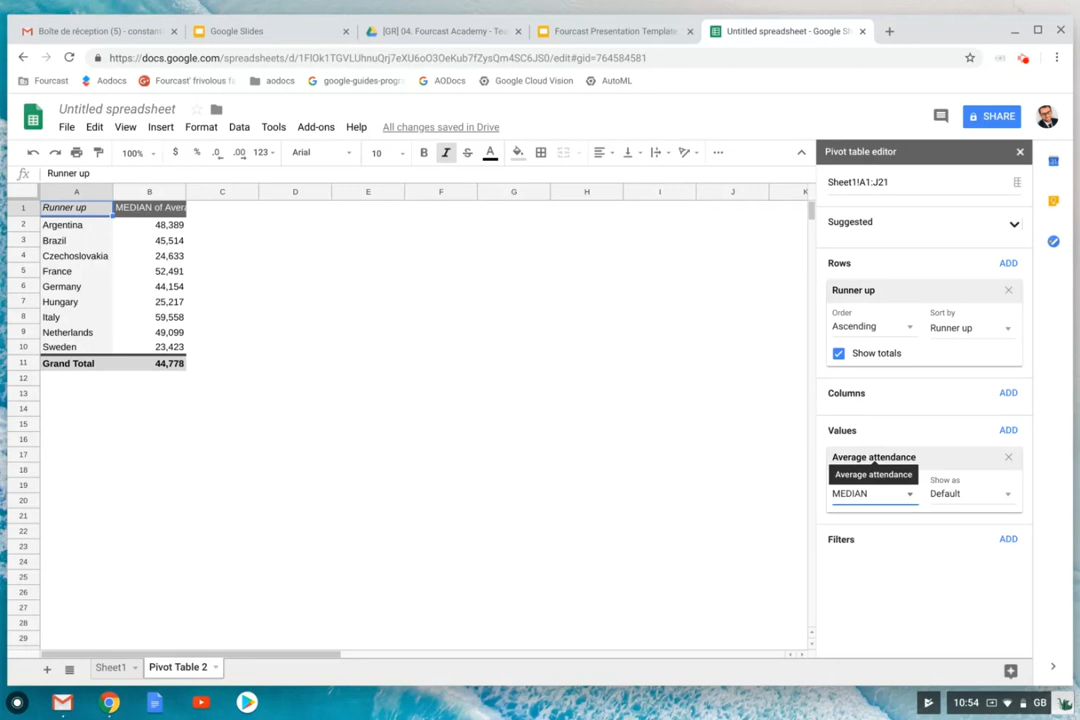 Boîte de réception (5) - constan
Google Slides
[GR] 04. Fourcast Academy - Tea
Fourcast Presentation Template
Untitled spreadsheet - Google Sh
https://docs.google.com/spreadsheets/d/1FlOk1TGVLUhnuQrj7eXU6oO3OeKub7fZysQm4SC6JS0/edit#gid=764584581
Fourcast
Aodocs
Fourcast' frivolous fa
aodocs
google-guides-progra
AODocs
Google Cloud Vision
AutoML
Untitled spreadsheet
File Edit View Insert Format Data Tools Add-ons Help All changes saved in Drive
SHARE
100% $ % .0 .00 123 Arial 10 B I S A
Pivot table editor
fx Runner up
Sheet1!A1:J21
A B C D E F G H I J K
1 Runner up MEDIAN of Avera
2 Argentina 48,389
3 Brazil 45,514
4 Czechoslovakia 24,633
5 France 52,491
6 Germany 44,154
7 Hungary 25,217
8 Italy 59,558
9 Netherlands 49,099
10 Sweden 23,423
11 Grand Total 44,778
12
13
14
15
16
17
18
19
20
21
22
23
24
25
26
27
28
29
Suggested
Rows ADD
Runner up
Order Sort by
Ascending Runner up
Show totals
Columns ADD
Values ADD
Average attendance
Average attendance
Show as
MEDIAN Default
Filters ADD
Sheet1 Pivot Table 2
10:54 GB